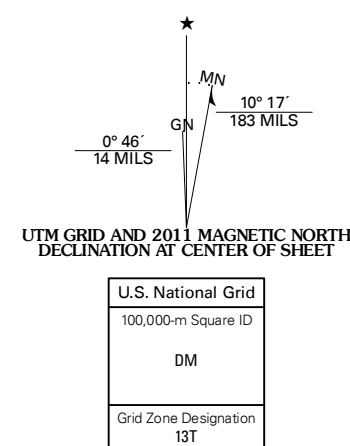 ★
MN
GN
10° 17´
183 MILS
0° 46´
14 MILS
UTM GRID AND 2011 MAGNETIC NORTH
DECLINATION AT CENTER OF SHEET
U.S. National Grid
100,000-m Square ID
DM
Grid Zone Designation
13T